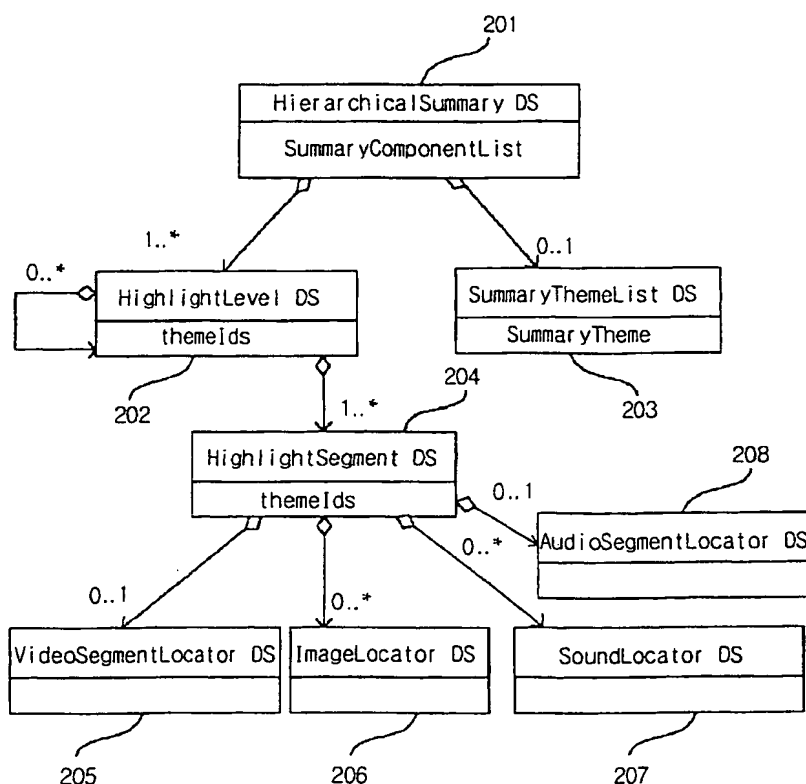 201
HierarchicalSummary DS
SummaryComponentList
1..*
0..1
0..*
HighlightLevel DS
themeIds
SummaryThemeList DS
SummaryTheme
202
203
204
1..*
HighlightSegment DS
themeIds
208
0..1
AudioSegmentLocator DS
0..*
0..1
0..*
VideoSegmentLocator DS
ImageLocator DS
SoundLocator DS
205
206
207